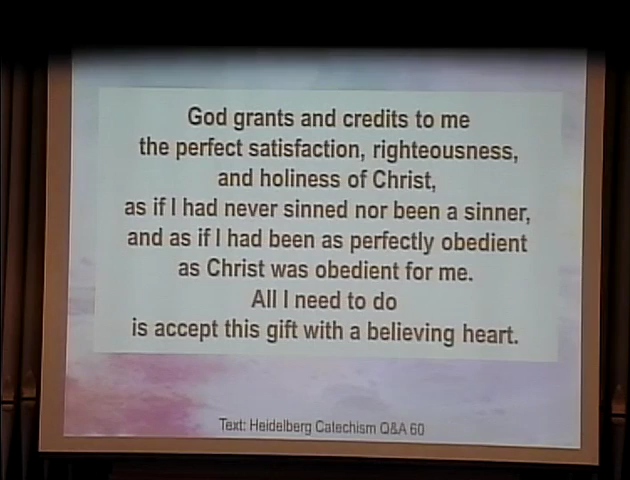 God grants and credits to me
the perfect satisfaction, righteousness,
and holiness of Christ,
as if I had never sinned nor been a sinner,
and as if I had been as perfectly obedient
as Christ was obedient for me.
All I need to do
is accept this gift with a believing heart.
Text: Heidelberg Catechism Q&A 60